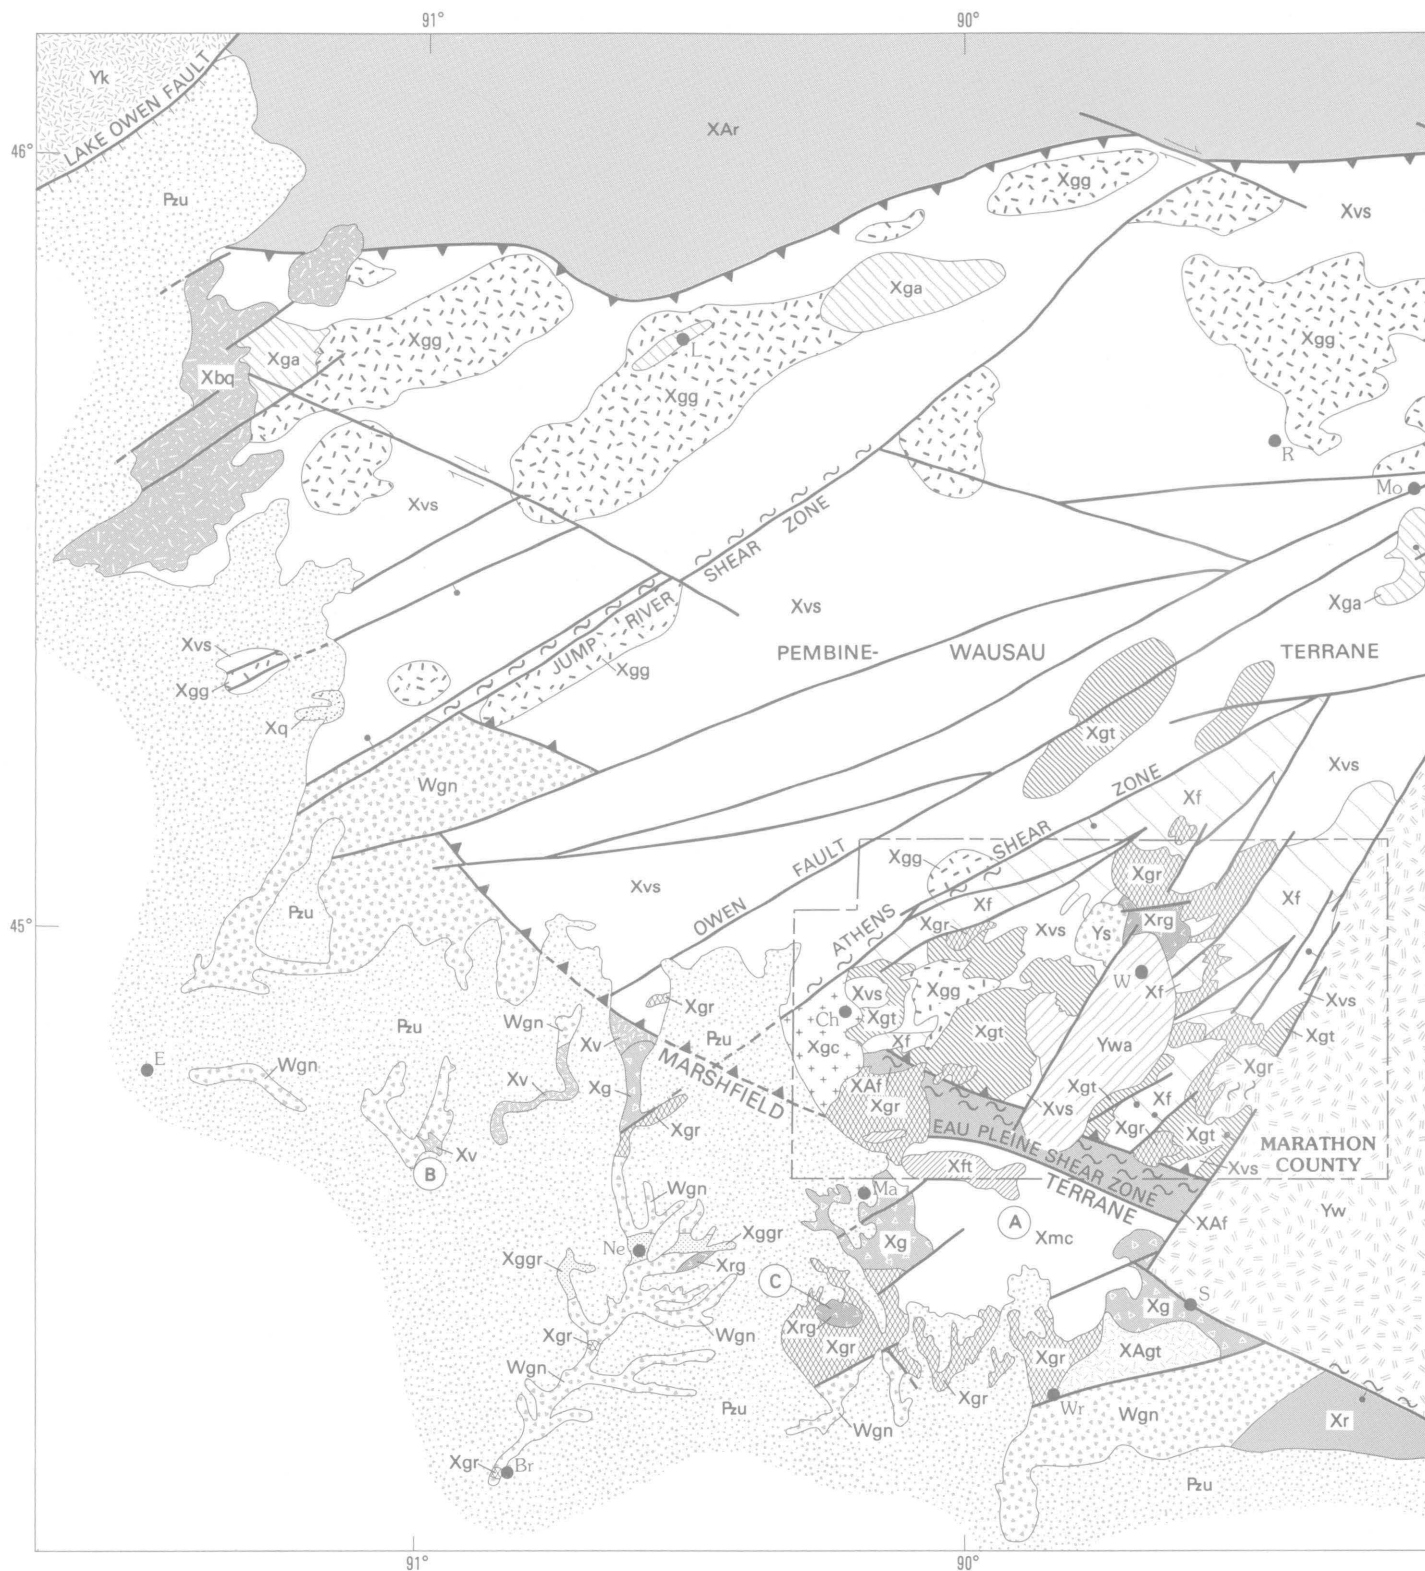 91° 90°
Yk
LAKE OWEN FAULT
XAr
46°
Pzu
Xgg
Xvs
Xga
Xgg
Xga
Xbq
L
Xgg
Xgg
R
Mo
Xvs
SHEAR ZONE
JUMP RIVER
Xvs
Xga
Xvs
Xgg
Xgg
PEMBINE- WAUSAU TERRANE
Xq
Xgt
Wgn
Xvs
ZONE
Xf
SHEAR
FAULT
Xgg
Xgr
Xvs
Pzu
OWEN
ATHENS
Xf
Xf
45°
Xgr
Xvs
Ys
Xrg
W
Xf
Xvs
Xgg
Xvs
Xgr
Ch
Xgt
Wgn
Pzu
Pzu
Xgt
Xgt
Xv
Xgc
Xf
Ywa
E
Wgn
MARSHFIELD
Xgr
Xv
Xg
XAf
Xgt
Xf
Xgr
Xvs
Xgr
Xgr
EAU PLEINE SHEAR ZONE
Xgt
MARATHON
COUNTY
Xv
B
Xft
Xvs
Wgn
Ma
TERRANE
XAf
Yw
A
Xmc
Xggr
Ne
Xggr
Xg
Xrg
C
S
Xg
Xrg
Xgr
Wgn
Xgr
Xgr
XAgt
Wgn
Xgr
Wr
Pzu
Wgn
Wgn
Xr
Xgr
Br
Pzu
91° 90°